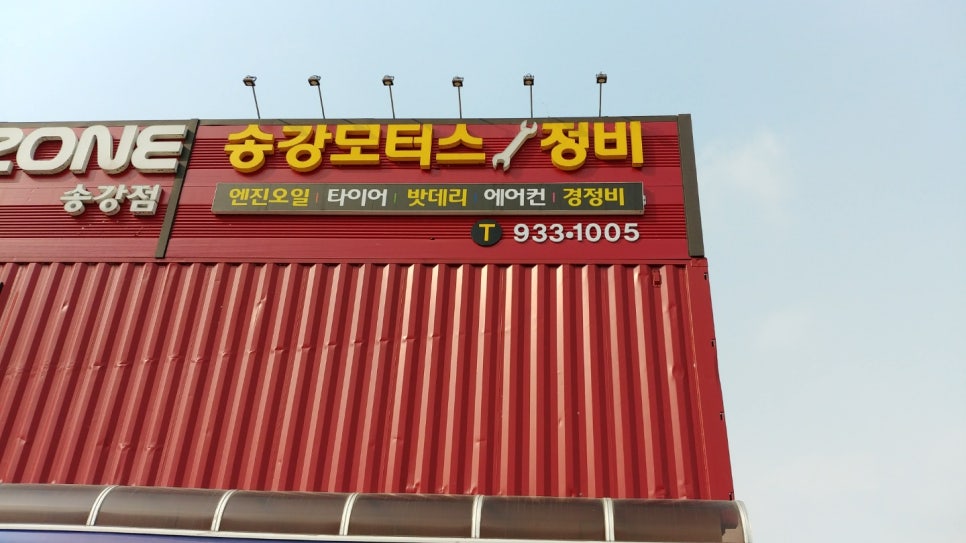 ZONE
송강점
송강모터스 정비
엔진오일 | 타이어 | 밧데리 | 에어컨 | 경정비
T 933•1005